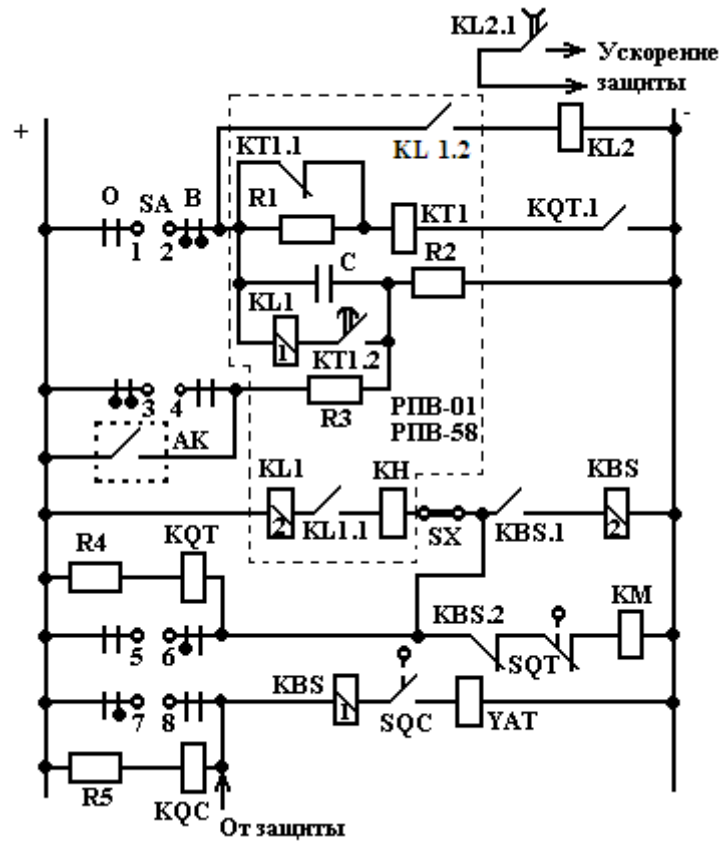 KL2.1
Ускорение
защиты
+
-
KT1.1
KL 1.2
KL2
O
SA
B
R1
KT1
KQT.1
1
2
C
R2
KL1
1
KT1.2
3
4
R3
РПВ-01
РПВ-58
AK
KL1
KH
KBS
2
KL1.1
SX
KBS.1
2
R4
KQT
KBS.2
KM
5
6
SQT
KBS
7
8
1
SQC
YAT
R5
KQC
От защиты